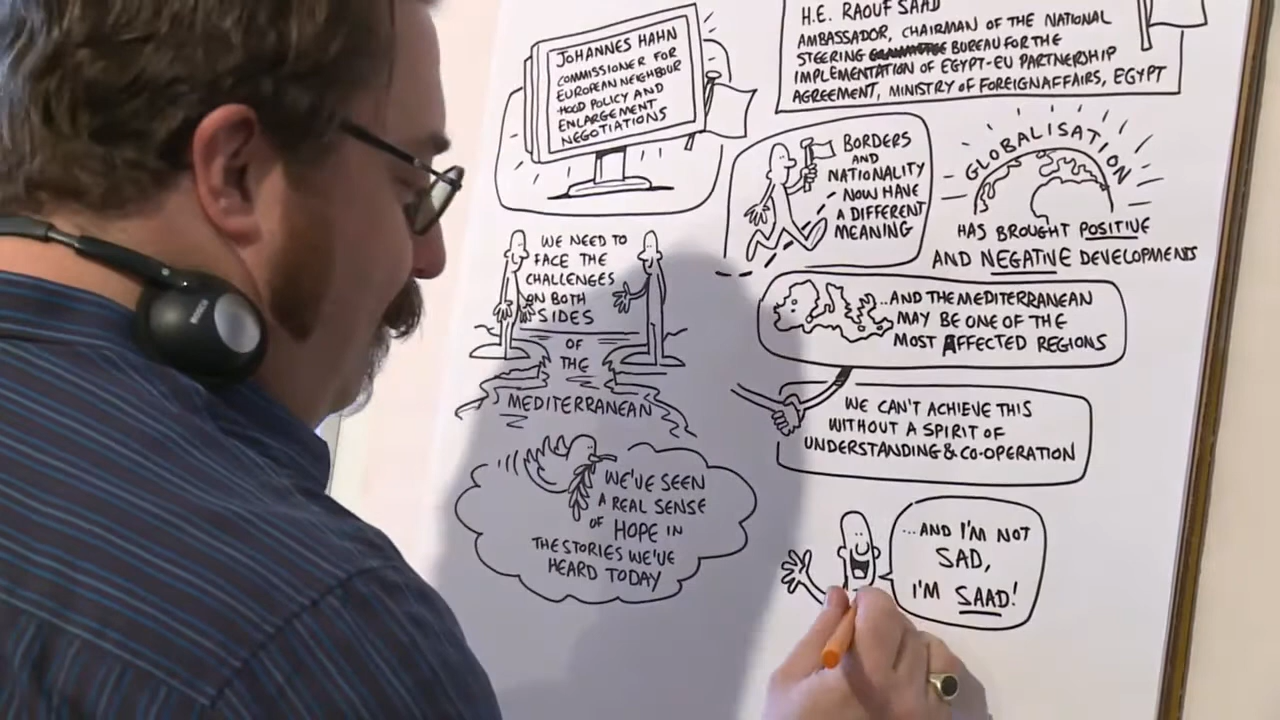 JOHANNES HAHN
COMMISSIONER FOR
EUROPEAN NEIGHBOUR
HOOD POLICY AND
ENLARGEMENT
NEGOTIATIONS
WE NEED TO
FACE THE
CHALLENGES
ON BOTH
SIDES
OF
THE
MEDITERRANEAN
WE'VE SEEN
A REAL SENSE
OF HOPE IN
THE STORIES WE'VE
HEARD TODAY
H.E. RAOUF SAAD
AMBASSADOR, CHAIRMAN OF THE NATIONAL
STEERING BUREAU FOR THE
IMPLEMENTATION OF EGYPT-EU PARTNERSHIP
AGREEMENT, MINISTRY OF FOREIGN AFFAIRS, EGYPT
BORDERS
AND
NATIONALITY
NOW HAVE
A DIFFERENT
MEANING
GLOBALISATION
HAS BROUGHT POSITIVE
AND NEGATIVE DEVELOPMENTS
...AND THE MEDITERRANEAN
MAY BE ONE OF THE
MOST AFFECTED REGIONS
WE CAN'T ACHIEVE THIS
WITHOUT A SPIRIT OF
UNDERSTANDING & CO-OPERATION
...AND I'M NOT
SAD,
I'M SAAD!